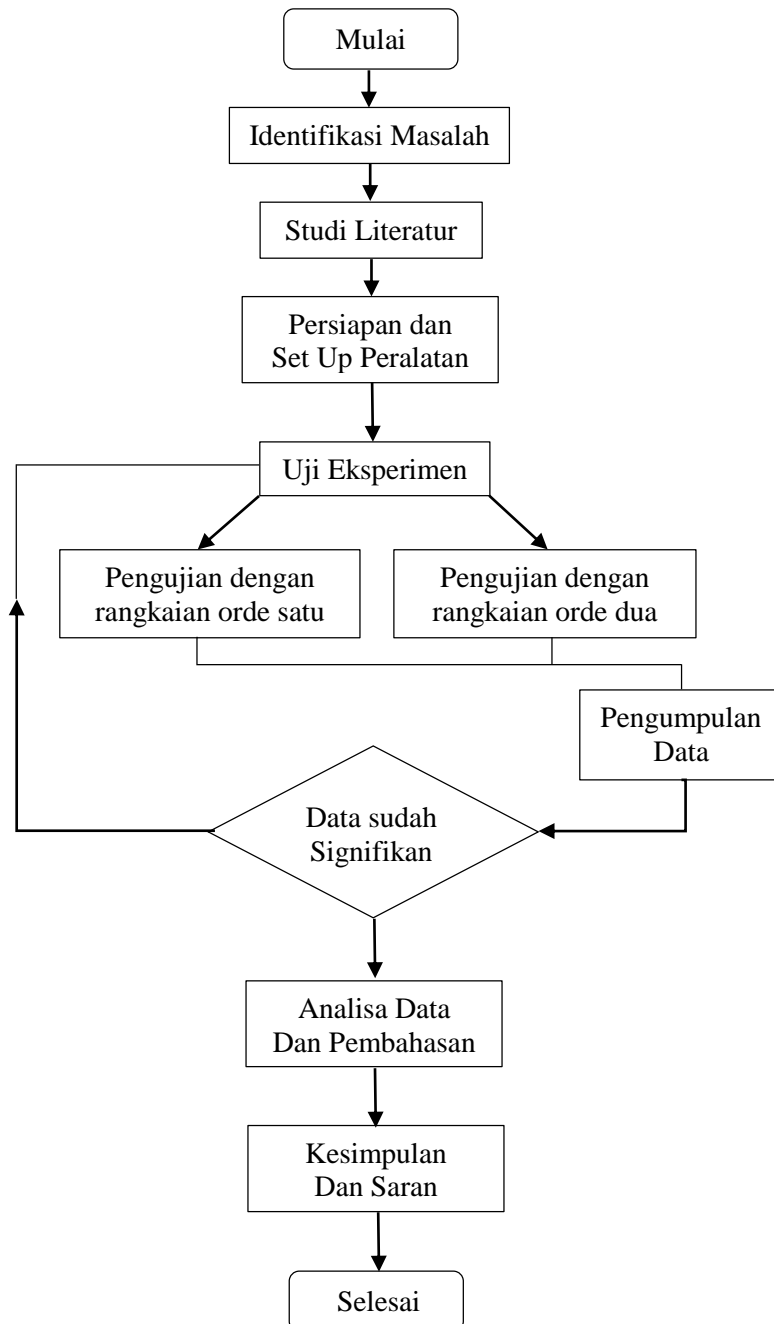 Mulai
Identifikasi Masalah
Studi Literatur
Persiapan dan
Set Up Peralatan
Uji Eksperimen
Pengujian dengan
rangkaian orde satu
Pengujian dengan
rangkaian orde dua
Pengumpulan
Data
Data sudah
Signifikan
Analisa Data
Dan Pembahasan
Kesimpulan
Dan Saran
Selesai